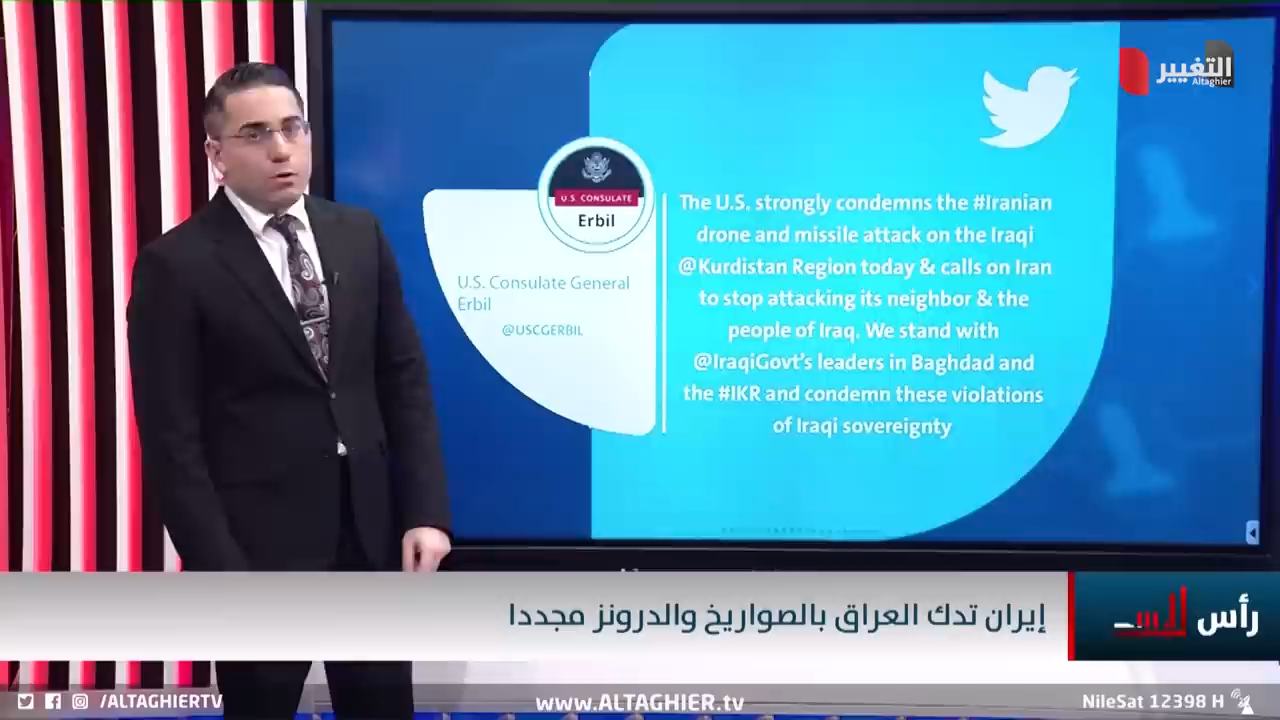 التغيير
Altaghier
U.S. CONSULATE
Erbil
U.S. Consulate General
Erbil
@USCGERBIL
The U.S. strongly condemns the #Iranian
drone and missile attack on the Iraqi
@Kurdistan Region today & calls on Iran
to stop attacking its neighbor & the
people of Iraq. We stand with
@IraqiGovt's leaders in Baghdad and
the #IKR and condemn these violations
of Iraqi sovereignty
إيران تدك العراق بالصواريخ والدرونز مجددا
رأس
/ALTAGHIERTV
www.ALTAGHIER.tv
NileSat 12398 H